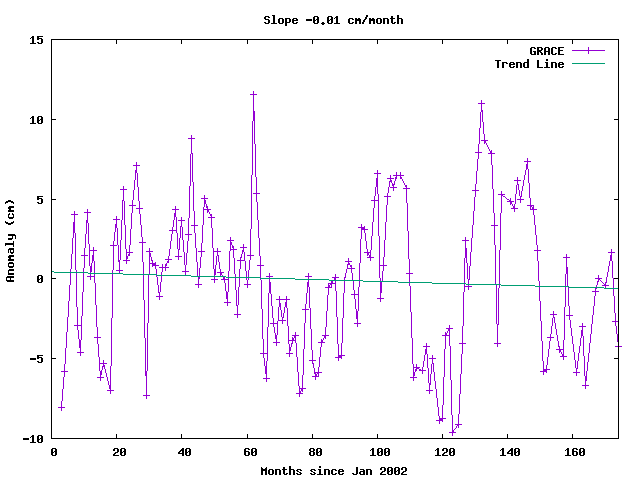 Slope -0.01 cm/month
15
10
5
0
-5
-10
Anomaly (cm)
GRACE
Trend Line
0 20 40 60 80 100 120 140 160
Months since Jan 2002